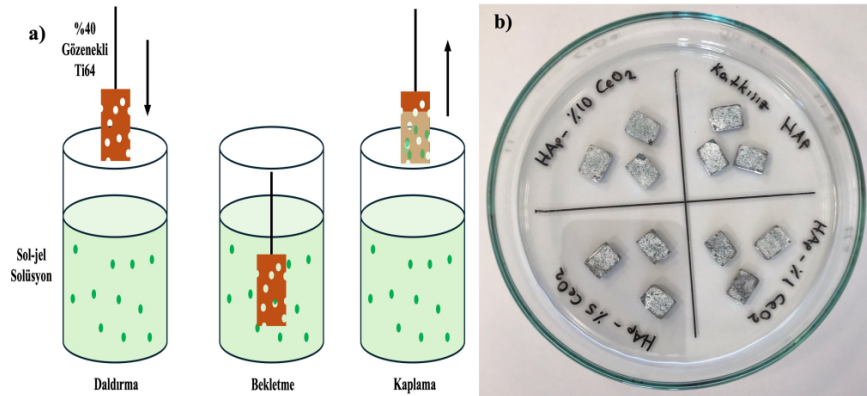 a)
%40
Gözenekli
Ti64
Sol-jel
Solüsyon
Daldırma
Bekletme
Kaplama
b)
HAp - %10 CeO2
Katkısız HAp
HAp - %5 CeO2
HAp - %1 CeO2